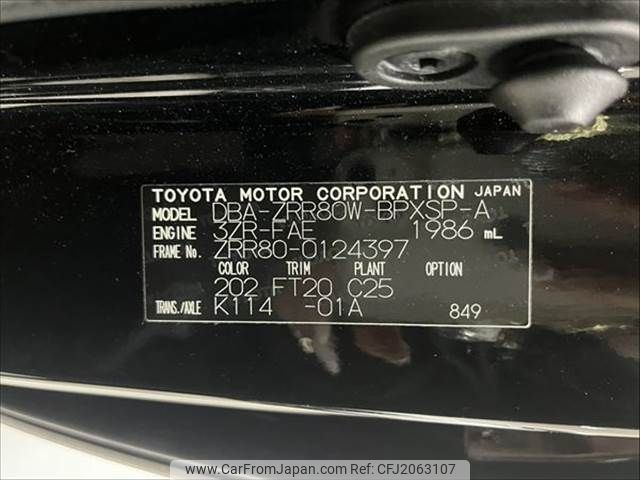 TOYOTA MOTOR CORPORATION JAPAN
MODEL DBA-ZRR80W-BPXSP-A
ENGINE 3ZR-FAE 1986 mL
FRAME No. ZRR80-0124397
COLOR TRIM PLANT OPTION
202 FT20 C25
TRANS./AXLE K114 -01A 849
www.CarFromJapan.com | Ref No: CFJ2063107